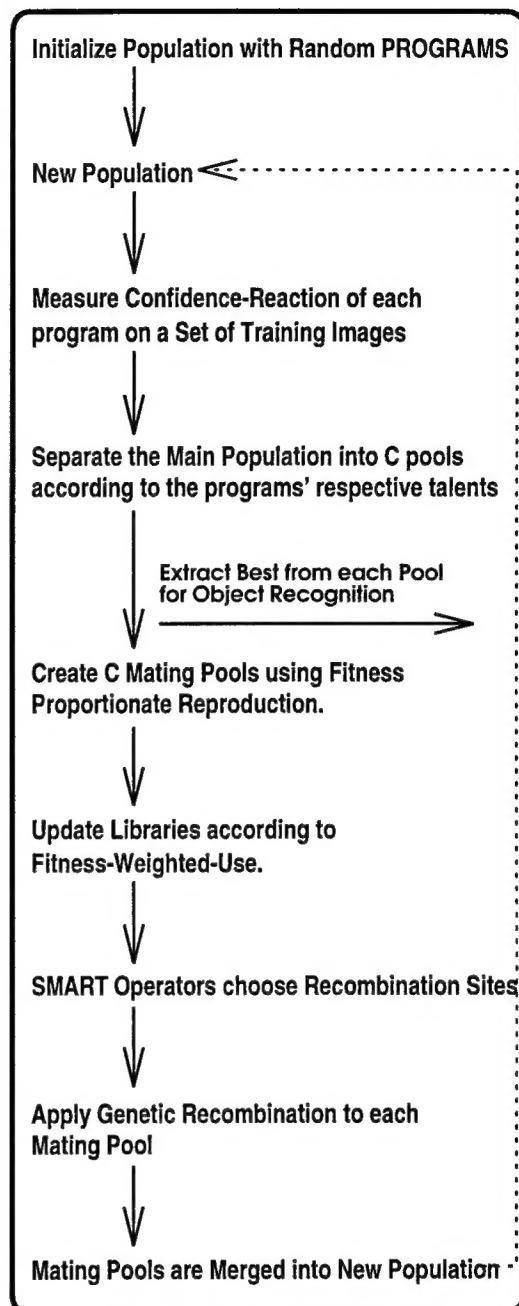 Initialize Population with Random PROGRAMS
New Population
Measure Confidence-Reaction of each
program on a Set of Training Images
Separate the Main Population into C pools
according to the programs' respective talents
Extract Best from each Pool
for Object Recognition
Create C Mating Pools using Fitness
Proportionate Reproduction.
Update Libraries according to
Fitness-Weighted-Use.
SMART Operators choose Recombination Sites
Apply Genetic Recombination to each
Mating Pool
Mating Pools are Merged into New Population